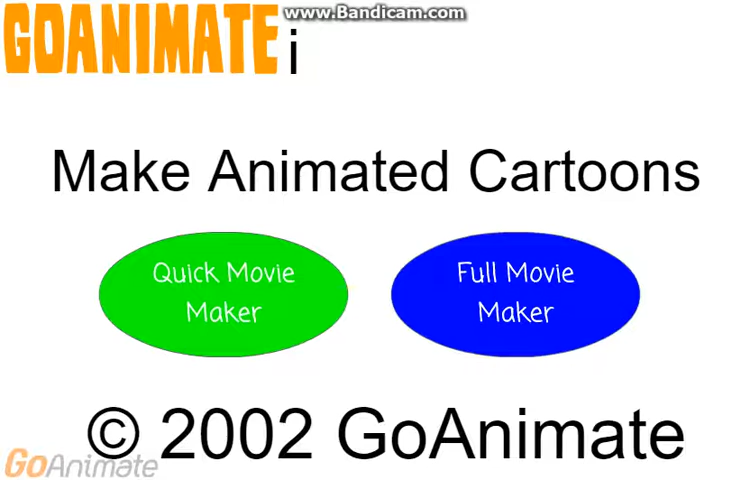 www.Bandicam.com
GOANIMATE i
Make Animated Cartoons
Quick Movie
Maker
Full Movie
Maker
© 2002 GoAnimate
GoAnimate